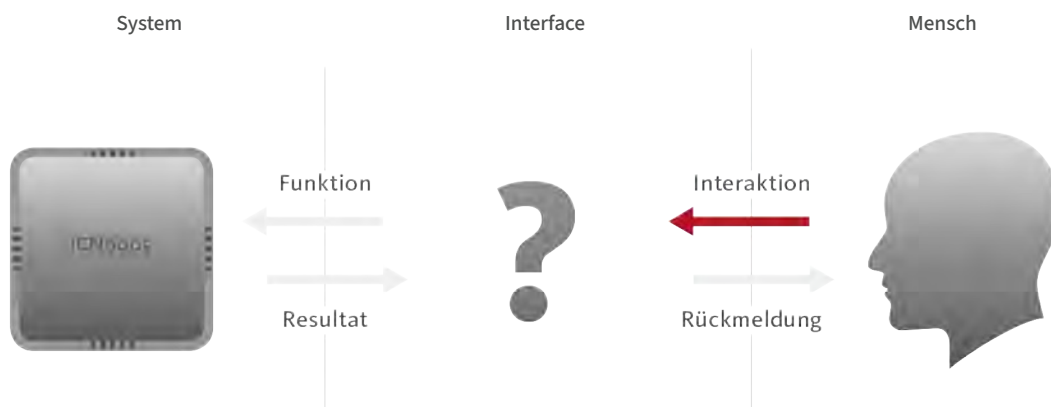 System
Interface
Mensch
Funktion
Interaktion
Resultat
Rückmeldung